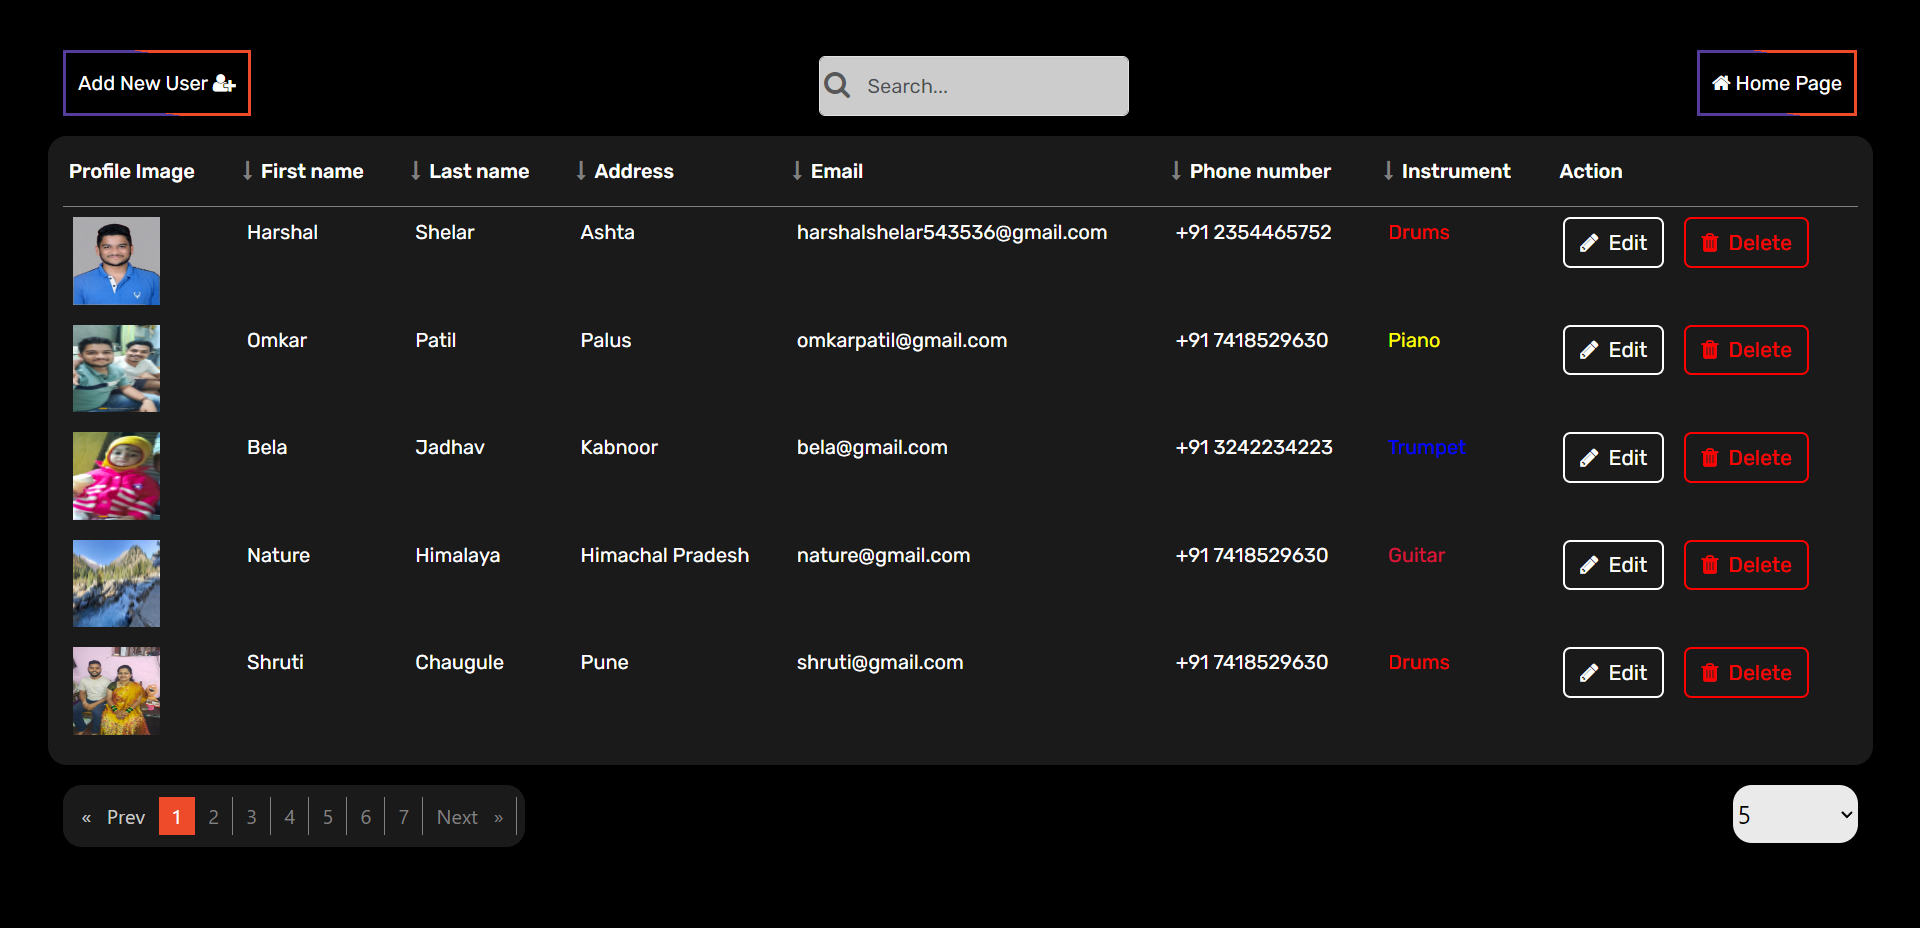 Add New User
Search...
Home Page
Profile Image First name Last name Address Email Phone number Instrument Action
Harshal Shelar Ashta harshalshelar543536@gmail.com +91 2354465752 Drums Edit Delete
Omkar Patil Palus omkarpatil@gmail.com +91 7418529630 Piano Edit Delete
Bela Jadhav Kabnoor bela@gmail.com +91 3242234223 Trumpet Edit Delete
Nature Himalaya Himachal Pradesh nature@gmail.com +91 7418529630 Guitar Edit Delete
Shruti Chaugule Pune shruti@gmail.com +91 7418529630 Drums Edit Delete
« Prev 1 2 3 4 5 6 7 Next »
5